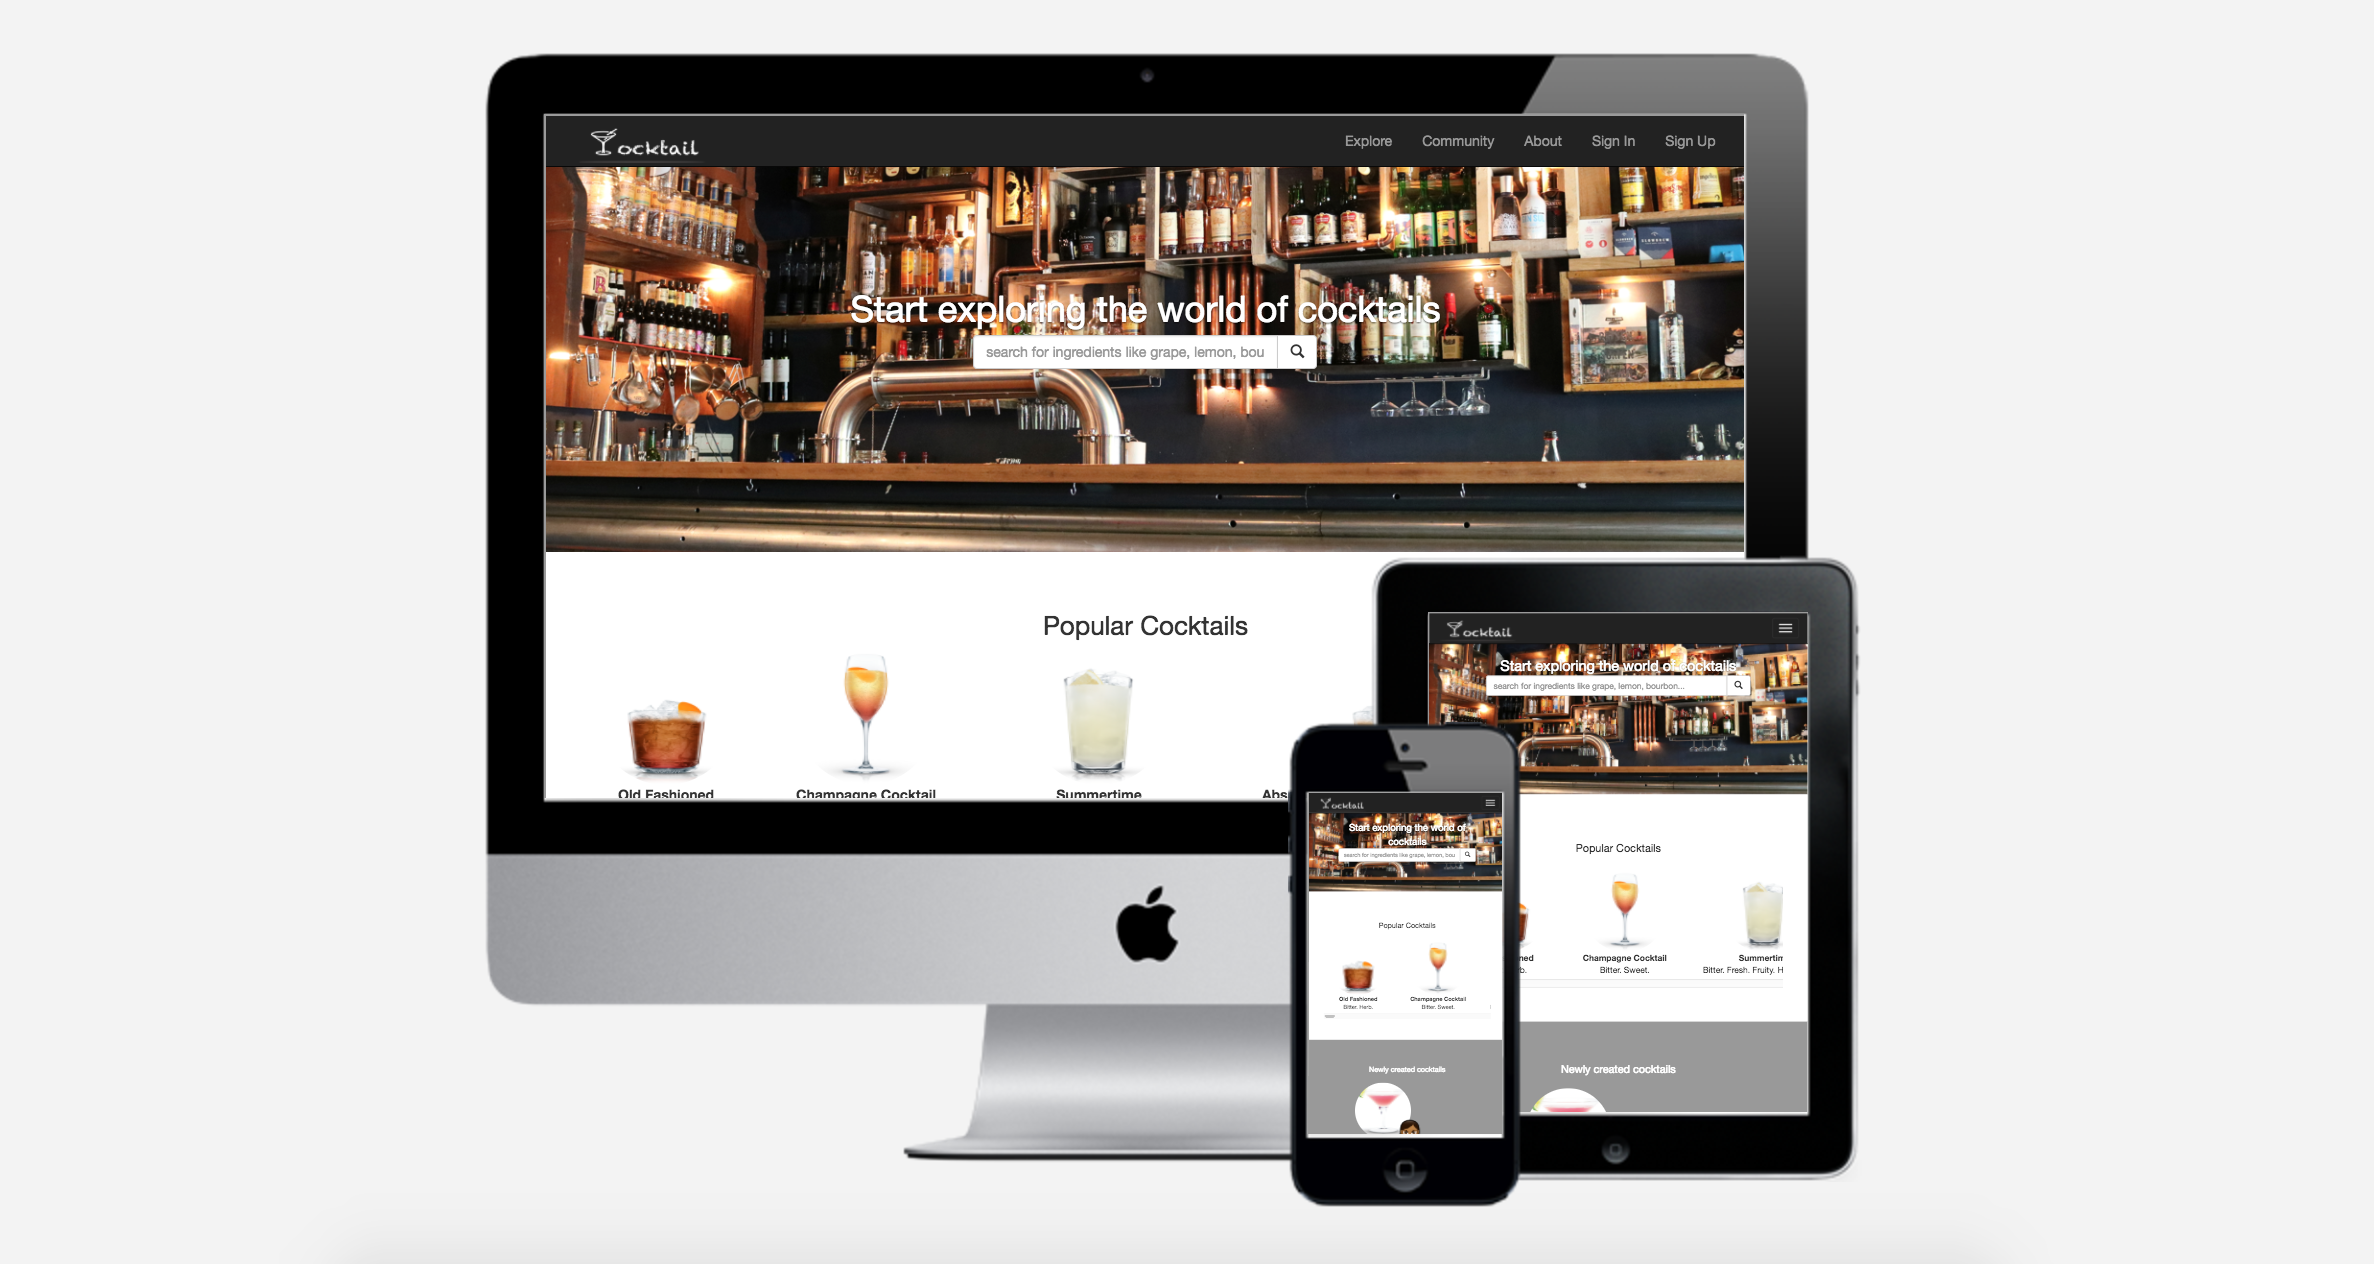 ocktail
Explore Community About Sign In Sign Up
Start exploring the world of cocktails
search for ingredients like grape, lemon, bou
Popular Cocktails
Old Fashioned Champagne Cocktail Summertime Abs
ocktail
Start exploring the world of cocktails
search for ingredients like grape, lemon, bourbon...
Popular Cocktails
ned Champagne Cocktail Summertim
b. Bitter. Sweet. Bitter. Fresh. Fruity. H
Newly created cocktails
ocktail
Start exploring the world of
cocktails
search for ingredients like grape, lemon, bou
Popular Cocktails
Old Fashioned Champagne Cocktail
Bitter. Herb. Bitter. Sweet.
Newly created cocktails